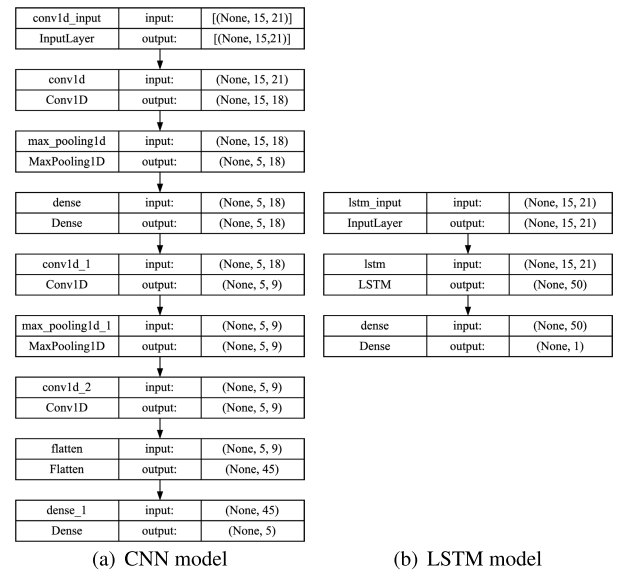 conv1d_input input: [(None, 15, 21)]
InputLayer output: [(None, 15,21)]
conv1d input: (None, 15, 21)
Conv1D output: (None, 15, 18)
max_pooling1d input: (None, 15, 18)
MaxPooling1D output: (None, 5, 18)
dense input: (None, 5, 18)
Dense output: (None, 5, 18)
conv1d_1 input: (None, 5, 18)
Conv1D output: (None, 5, 9)
max_pooling1d_1 input: (None, 5, 9)
MaxPooling1D output: (None, 5, 9)
conv1d_2 input: (None, 5, 9)
Conv1D output: (None, 5, 9)
flatten input: (None, 5, 9)
Flatten output: (None, 45)
dense_1 input: (None, 45)
Dense output: (None, 5)
(a) CNN model
lstm_input input: (None, 15, 21)
InputLayer output: (None, 15, 21)
lstm input: (None, 15, 21)
LSTM output: (None, 50)
dense input: (None, 50)
Dense output: (None, 1)
(b) LSTM model